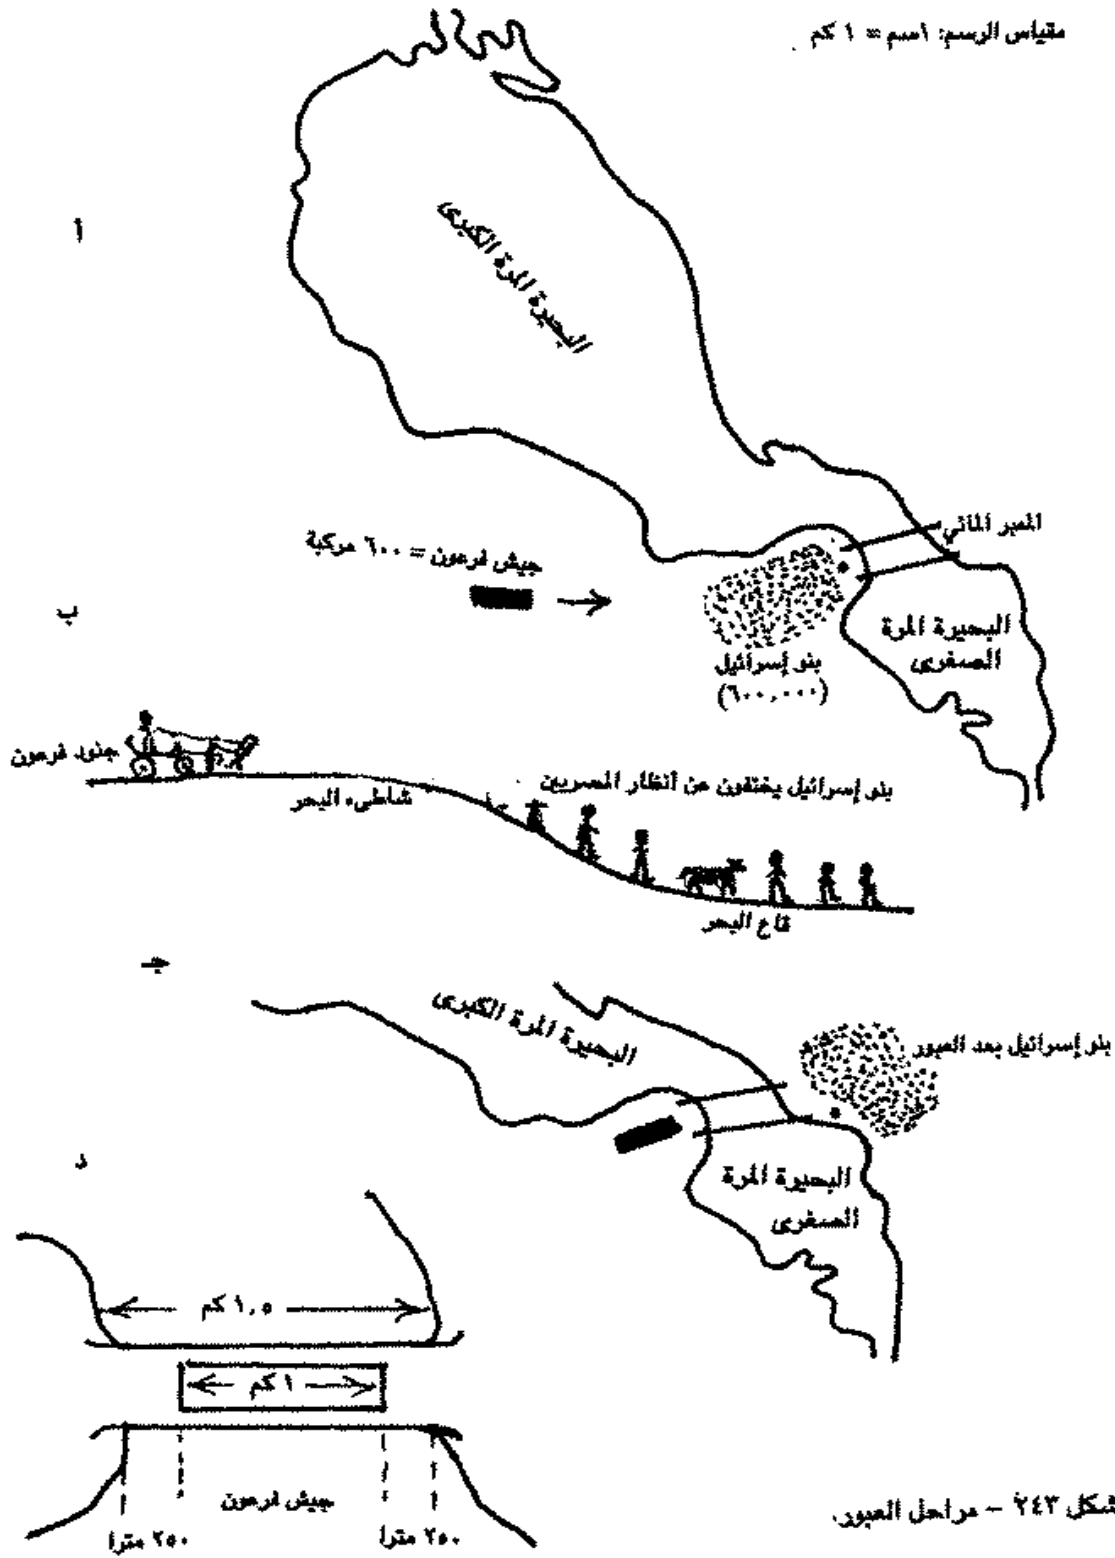 مقياس الرسم: ١سم = ١ كم
أ
البحيرة المرة الكبرى
المعبر المائي
جيش فرعون = ٦٠٠ مركبة
البحيرة المرة
الصغرى
بنو إسرائيل
(٦٠٠,٠٠٠)
ب
جنود فرعون
شاطىء البحر
بنو إسرائيل يختفون عن أنظار المصريين
قاع البحر
جـ
البحيرة المرة الكبرى
بنو إسرائيل بعد العبور
البحيرة المرة
الصغرى
د
١,٥ كم
١ كم
جيش فرعون
٢٥٠ مترا
٢٥٠ مترا
شكل ٢٤٣ - مراحل العبور.